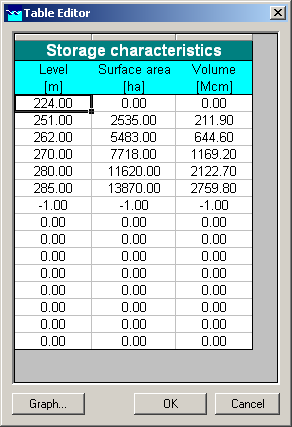 Table Editor
Storage characteristics
Level Surface area Volume
[m] [ha] [Mcm]
224.00 0.00 0.00
251.00 2535.00 211.90
262.00 5483.00 644.60
270.00 7718.00 1169.20
280.00 11620.00 2122.70
285.00 13870.00 2759.80
-1.00 -1.00 -1.00
0.00 0.00 0.00
0.00 0.00 0.00
0.00 0.00 0.00
0.00 0.00 0.00
0.00 0.00 0.00
0.00 0.00 0.00
0.00 0.00 0.00
0.00 0.00 0.00
Graph... OK Cancel